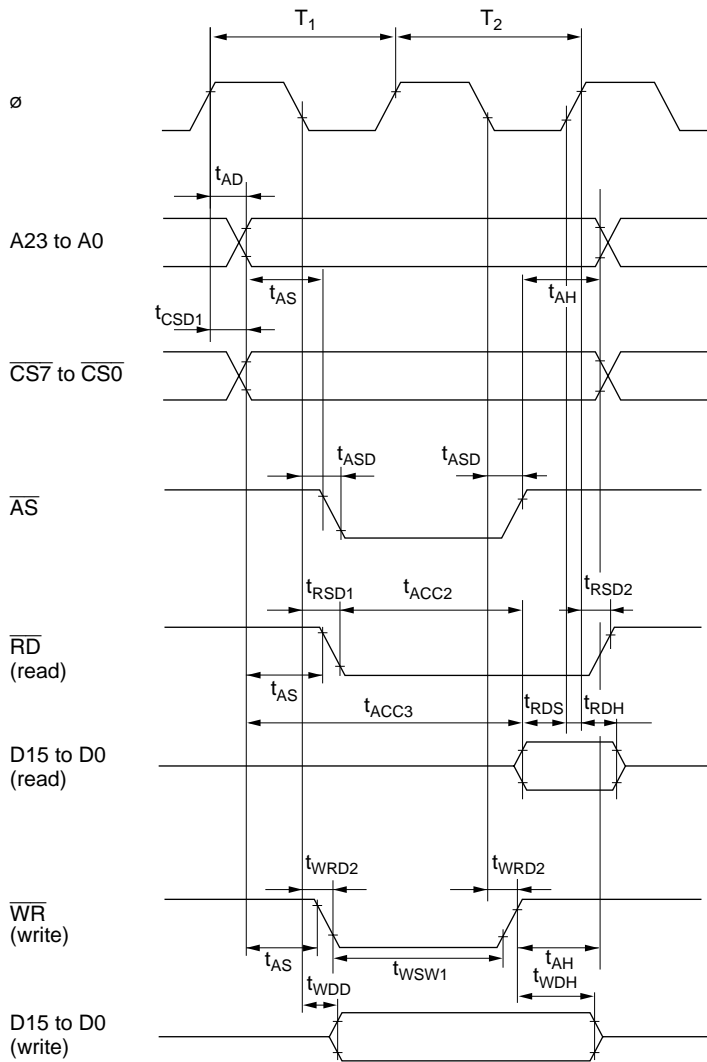 T1 T2
ø
tAD
A23 to A0
tAS tAH
tCSD1
CS7 to CS0
tASD tASD
AS
tRSD1 tACC2 tRSD2
RD
(read)
tAS
tACC3 tRDS tRDH
D15 to D0
(read)
tWRD2 tWRD2
WR
(write)
tAS tWSW1 tAH
tWDD tWDH
D15 to D0
(write)